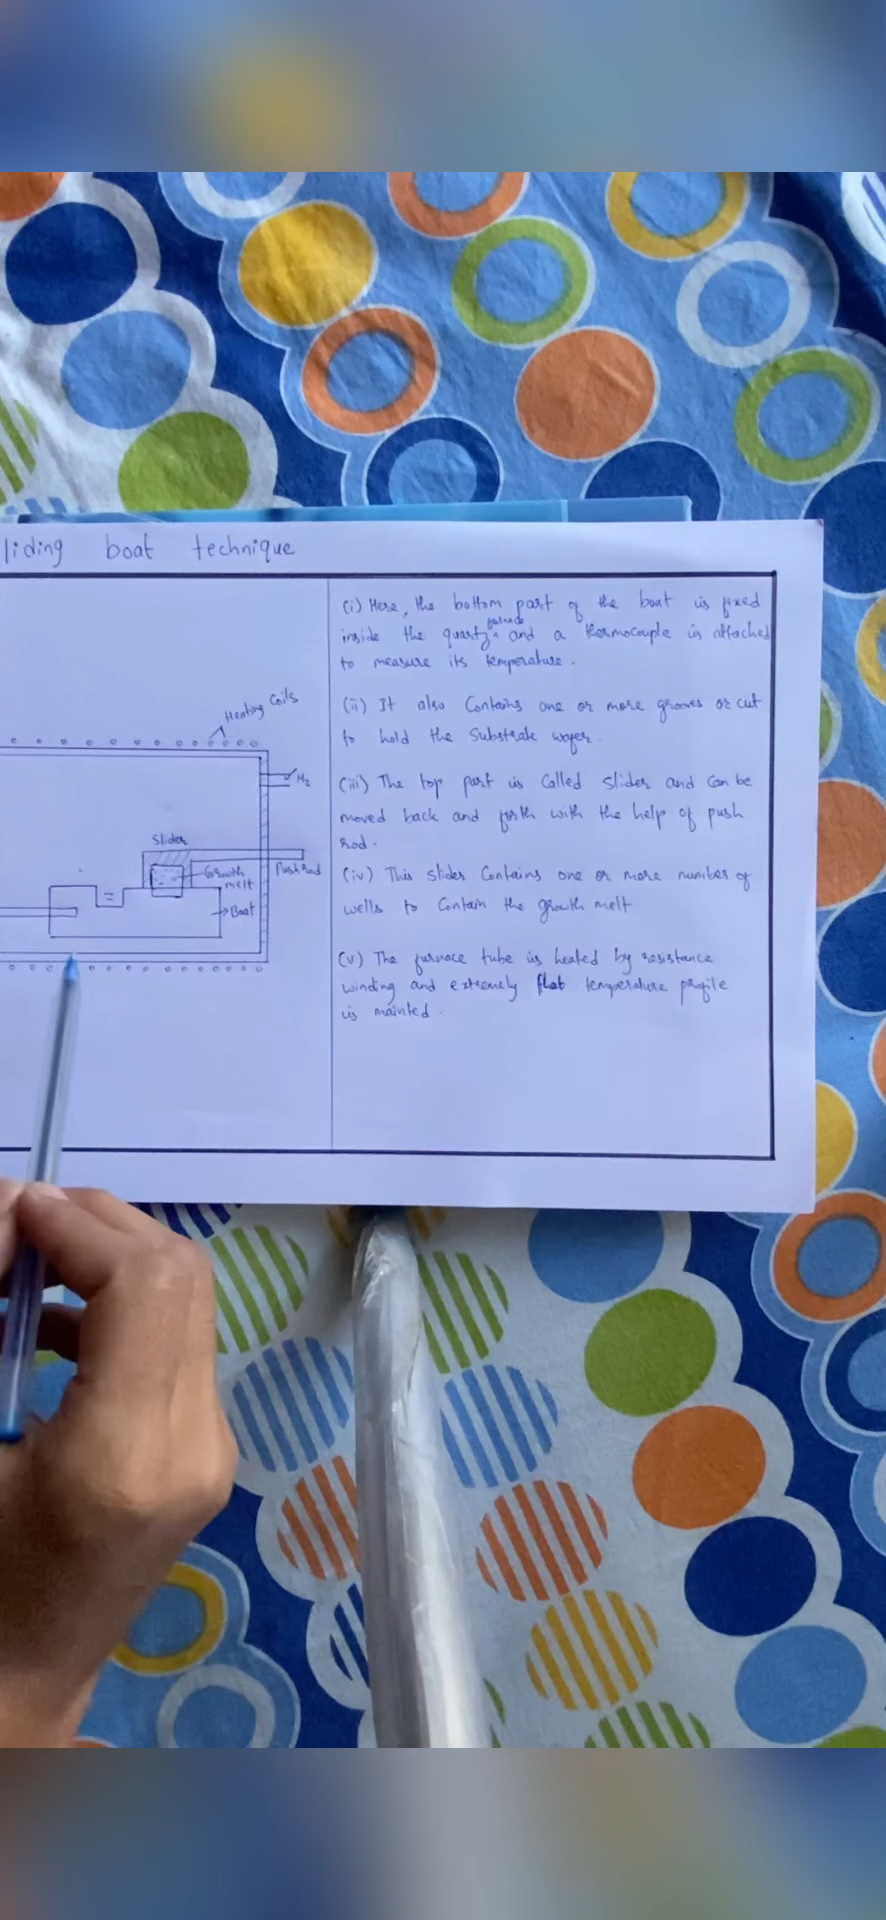 liding boat technique
Heating Coils
H2
Slider
Growth
melt
Push rod
Boat
(i) Here, the bottom part of the boat is fixed
furnace
inside the quartz and a thermocouple is attached
to measure its temperature.
(ii) It also Contains one or more grooves or cut
to hold the Substrate wafer.
(iii) The top part is Called slider and Can be
moved back and forth with the help of push
rod.
(iv) This slider Contains one or more number of
wells to Contain the growth melt
(v) The furnace tube is heated by resistance
winding and extremely flat temperature profile
is mainted.